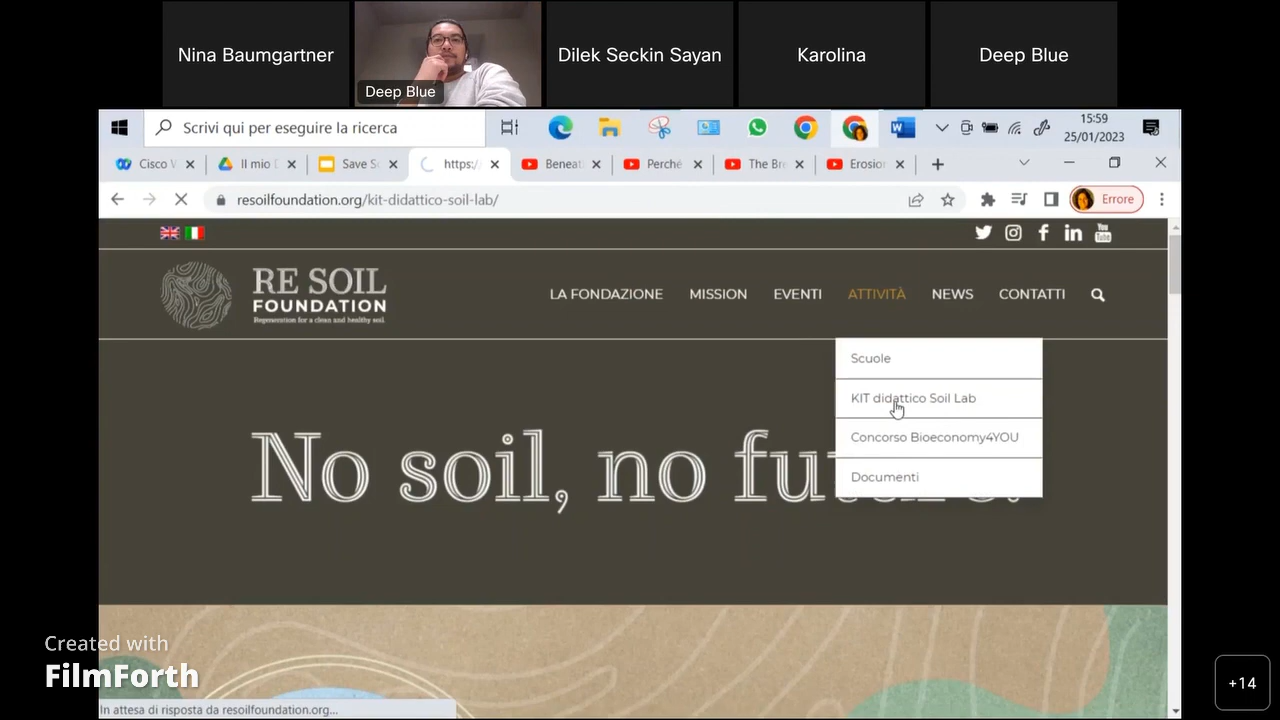 Nina Baumgartner
Deep Blue
Dilek Seckin Sayan
Karolina
Deep Blue
Scrivi qui per eseguire la ricerca
15:59
25/01/2023
Cisco
Il mio
Save
https:/
Beneat
Perché
The Bre
Erosion
resoilfoundation.org/kit-didattico-soil-lab/
Errore
You
Tube
RE SOIL
FOUNDATION
Regeneration for a clean and healthy soil.
LA FONDAZIONE
MISSION
EVENTI
ATTIVITÀ
NEWS
CONTATTI
Scuole
KIT didattico Soil Lab
Concorso Bioeconomy4YOU
Documenti
No soil, no fu
Created with
FilmForth
In attesa di risposta da resoilfoundation.org...
+14